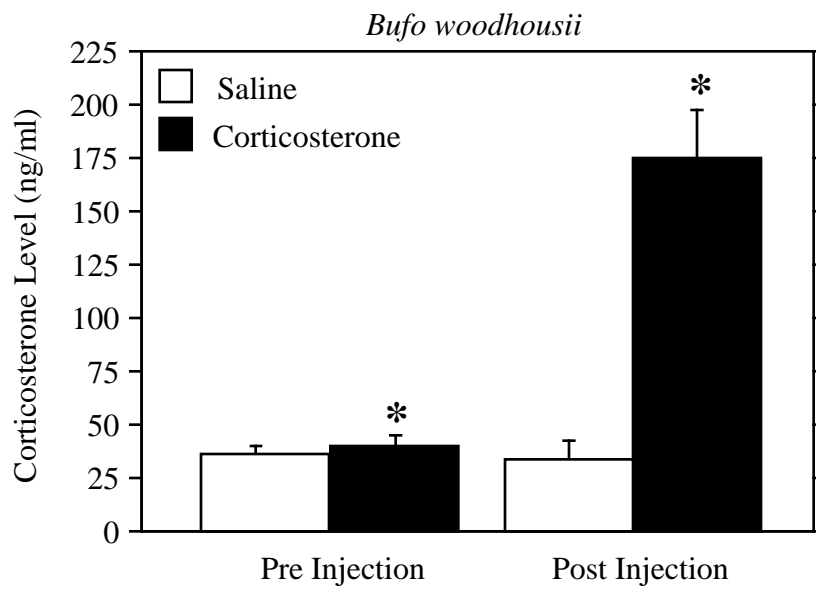 Bufo woodhousii
Saline
Corticosterone
Corticosterone Level (ng/ml)
225
200
175
150
125
100
75
50
25
0
*
*
Pre Injection
Post Injection